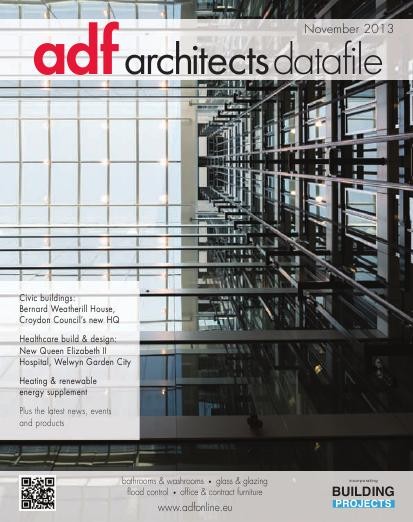 November 2013
adf architects datafile
Civic buildings:
Bernard Weatherill House,
Croydon Council's new HQ
Healthcare build & design:
New Queen Elizabeth II
Hospital, Welwyn Garden City
Heating & renewable
energy supplement
Plus the latest news, events
and products
bathrooms & washrooms • glass & glazing
flood control • office & contract furniture
www.adfonline.eu
incorporating
BUILDING
PROJECTS